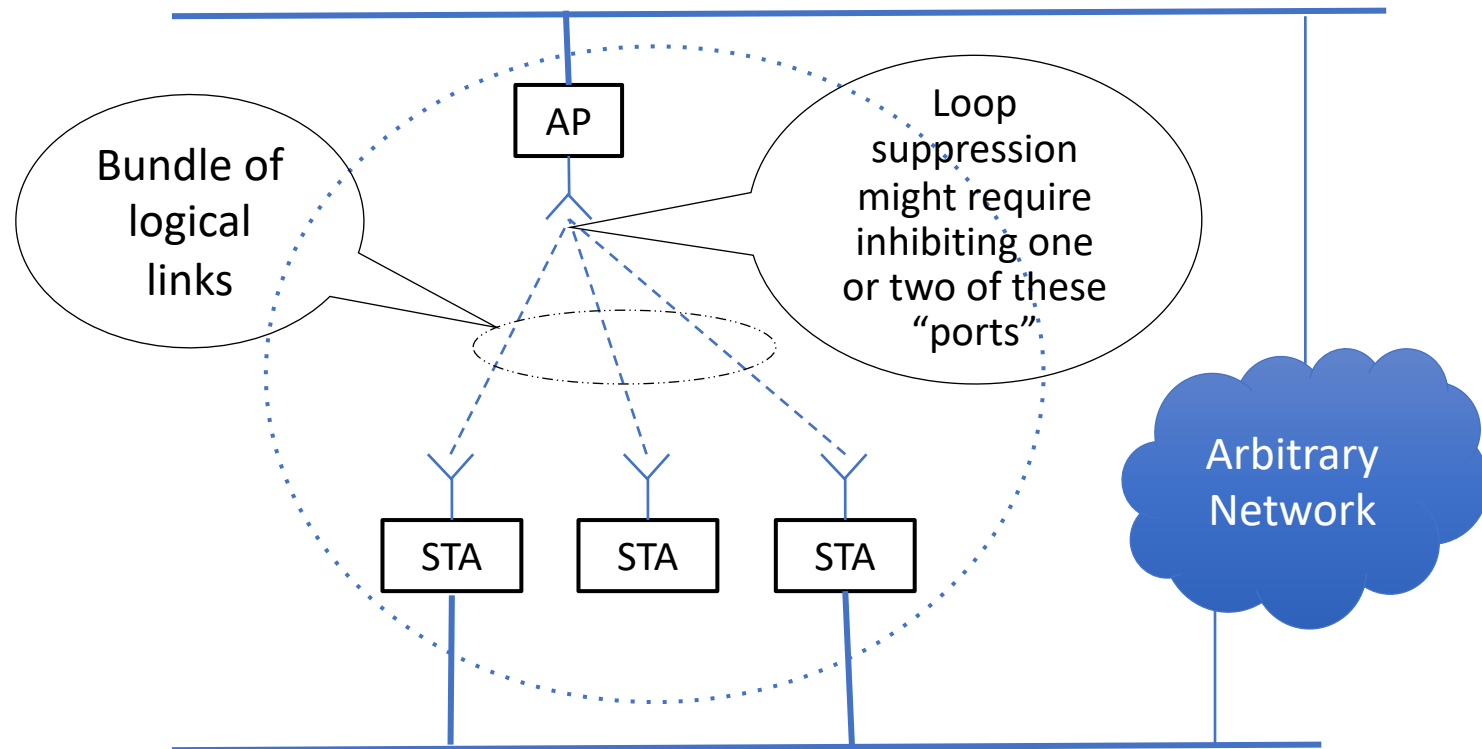 AP
Bundle of
logical
links
Loop
suppression
might require
inhibiting one
or two of these
“ports”
Arbitrary
Network
STA
STA
STA